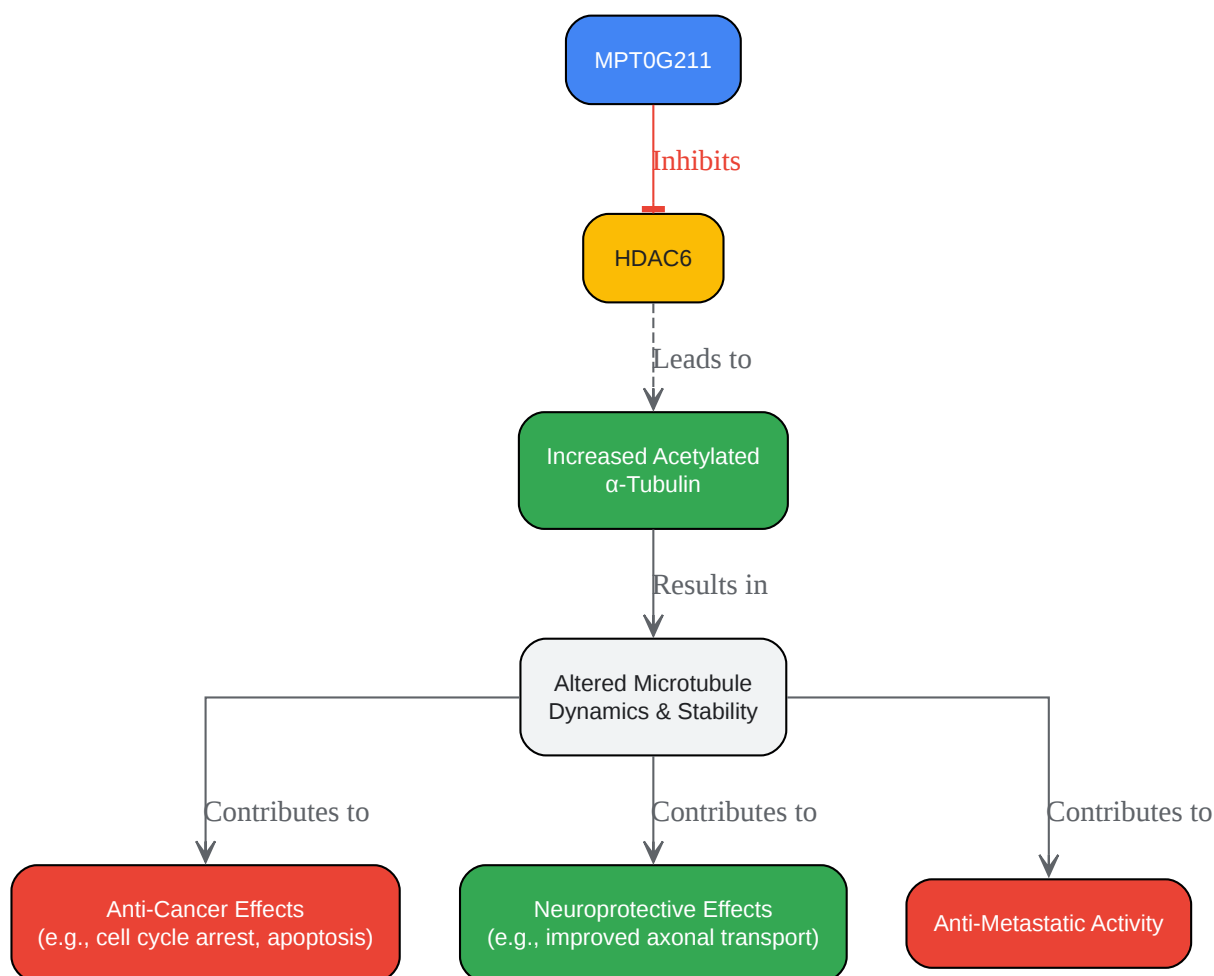 MPT0G211
Inhibits
HDAC6
Leads to
Increased Acetylated
α-Tubulin
Results in
Altered Microtubule
Dynamics & Stability
Contributes to
Contributes to
Contributes to
Anti-Cancer Effects
(e.g., cell cycle arrest, apoptosis)
Neuroprotective Effects
(e.g., improved axonal transport)
Anti-Metastatic Activity